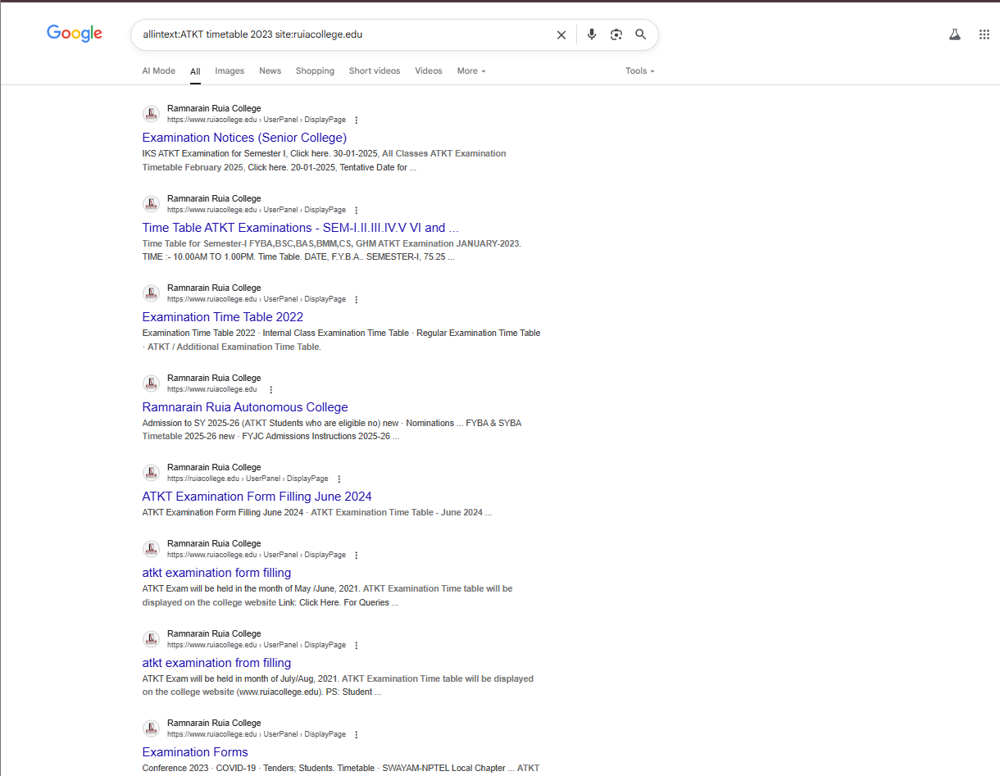 Google
allintext:ATKT timetable 2023 site:ruiacollege.edu
AI Mode All Images News Shopping Short videos Videos More Tools
Ramnarain Ruia College
https://www.ruiacollege.edu › UserPanel › DisplayPage
Examination Notices (Senior College)
IKS ATKT Examination for Semester I, Click here. 30-01-2025, All Classes ATKT Examination
Timetable February 2025, Click here. 20-01-2025, Tentative Date for ...
Ramnarain Ruia College
https://www.ruiacollege.edu › UserPanel › DisplayPage
Time Table ATKT Examinations - SEM-I.II.III.IV.V VI and ...
Time Table for Semester-I FYBA,BSC,BAS,BMM,CS, GHM ATKT Examination JANUARY-2023.
TIME :- 10.00AM TO 1.00PM. Time Table. DATE, F.Y.B.A.. SEMESTER-I, 75.25 ...
Ramnarain Ruia College
https://www.ruiacollege.edu › UserPanel › DisplayPage
Examination Time Table 2022
Examination Time Table 2022 · Internal Class Examination Time Table · Regular Examination Time Table
· ATKT / Additional Examination Time Table.
Ramnarain Ruia College
https://www.ruiacollege.edu
Ramnarain Ruia Autonomous College
Admission to SY 2025-26 (ATKT Students who are eligible no) new · Nominations ... FYBA & SYBA
Timetable 2025-26 new · FYJC Admissions Instructions 2025-26 ...
Ramnarain Ruia College
https://ruiacollege.edu › UserPanel › DisplayPage
ATKT Examination Form Filling June 2024
ATKT Examination Form Filling June 2024 · ATKT Examination Time Table - June 2024 ...
Ramnarain Ruia College
https://www.ruiacollege.edu › UserPanel › DisplayPage
atkt examination form filling
ATKT Exam will be held in the month of May /June, 2021. ATKT Examination Time table will be
displayed on the college website Link: Click Here. For Queries ...
Ramnarain Ruia College
https://www.ruiacollege.edu › UserPanel › DisplayPage
atkt examination from filling
ATKT Exam will be held in month of July/Aug, 2021. ATKT Examination Time table will be displayed
on the college website (www.ruiacollege.edu). PS: Student ...
Ramnarain Ruia College
https://www.ruiacollege.edu › UserPanel › DisplayPage
Examination Forms
Conference 2023 · COVID-19 · Tenders; Students. Timetable · SWAYAM-NPTEL Local Chapter ... ATKT